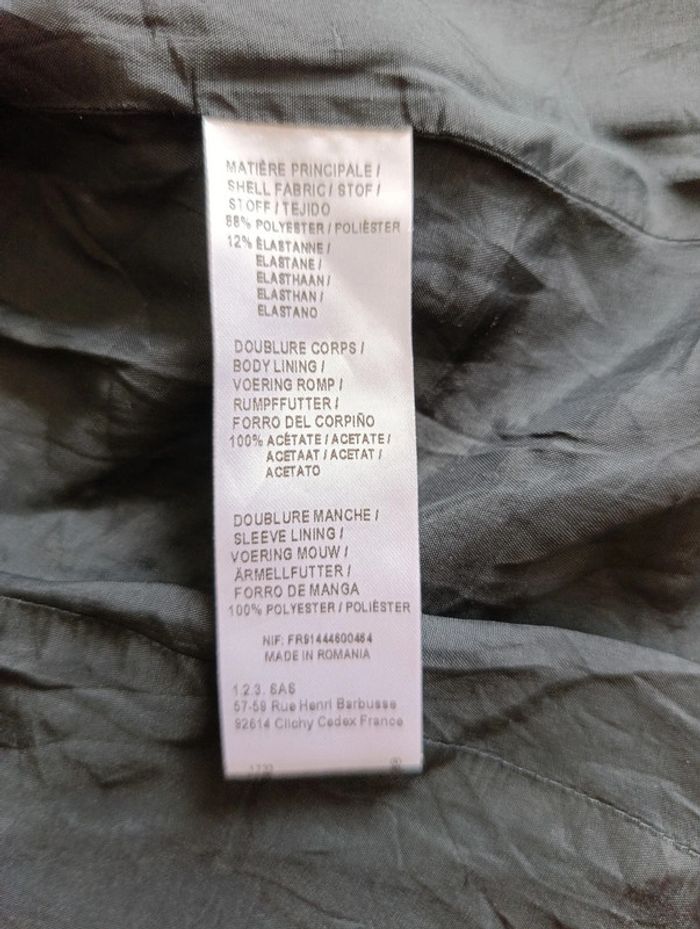 MATIÈRE PRINCIPALE /
SHELL FABRIC / STOF /
STOFF / TEJIDO
88% POLYESTER / POLIÈSTER
12% ÉLASTANNE /
ELASTANE /
ELASTHAAN /
ELASTHAN /
ELASTANO
DOUBLURE CORPS /
BODY LINING /
VOERING ROMP /
RUMPFFUTTER /
FORRO DEL CORPIÑO
100% ACÉTATE / ACETATE /
ACETAAT / ACETAT /
ACETATO
DOUBLURE MANCHE /
SLEEVE LINING /
VOERING MOUW /
ÄRMELLFUTTER /
FORRO DE MANGA
100% POLYESTER / POLIÈSTER
NIF: FR91444600464
MADE IN ROMANIA
1.2.3. SAS
57-59 Rue Henri Barbusse
92614 Clichy Cedex France